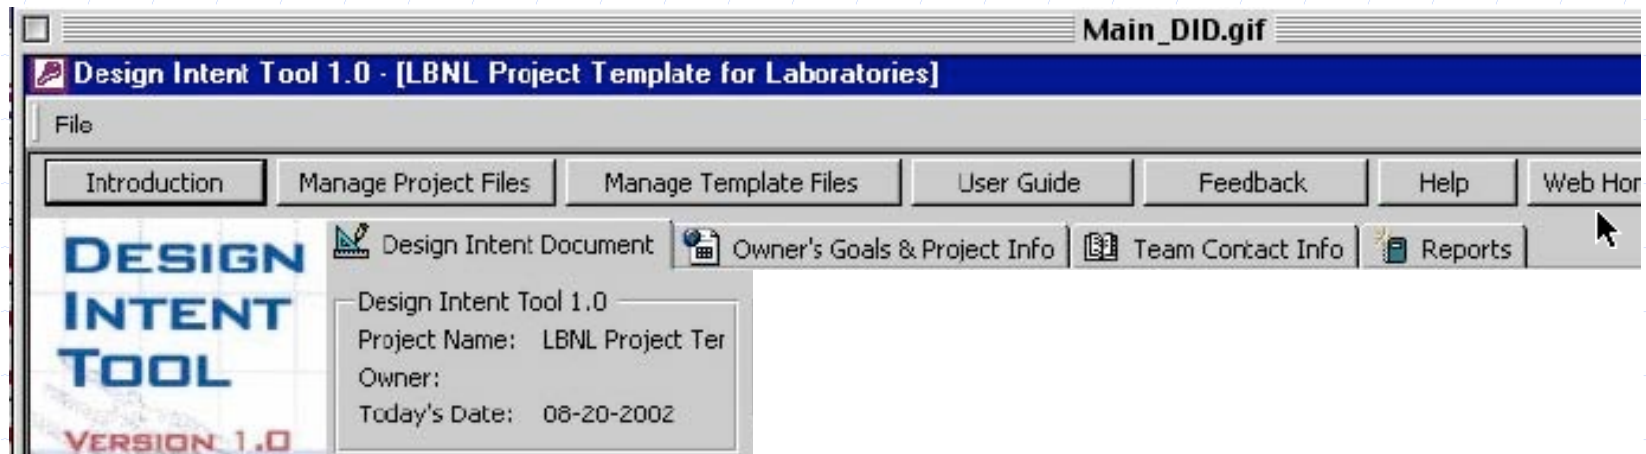 Main_DID.gif
Design Intent Tool 1.0 - [LBNL Project Template for Laboratories]
File
Introduction Manage Project Files Manage Template Files User Guide Feedback Help Web Hor
Design Intent Document Owner's Goals & Project Info Team Contact Info Reports
DESIGN
INTENT
TOOL
VERSION 1.0
Design Intent Tool 1.0
Project Name: LBNL Project Ter
Owner:
Today's Date: 08-20-2002